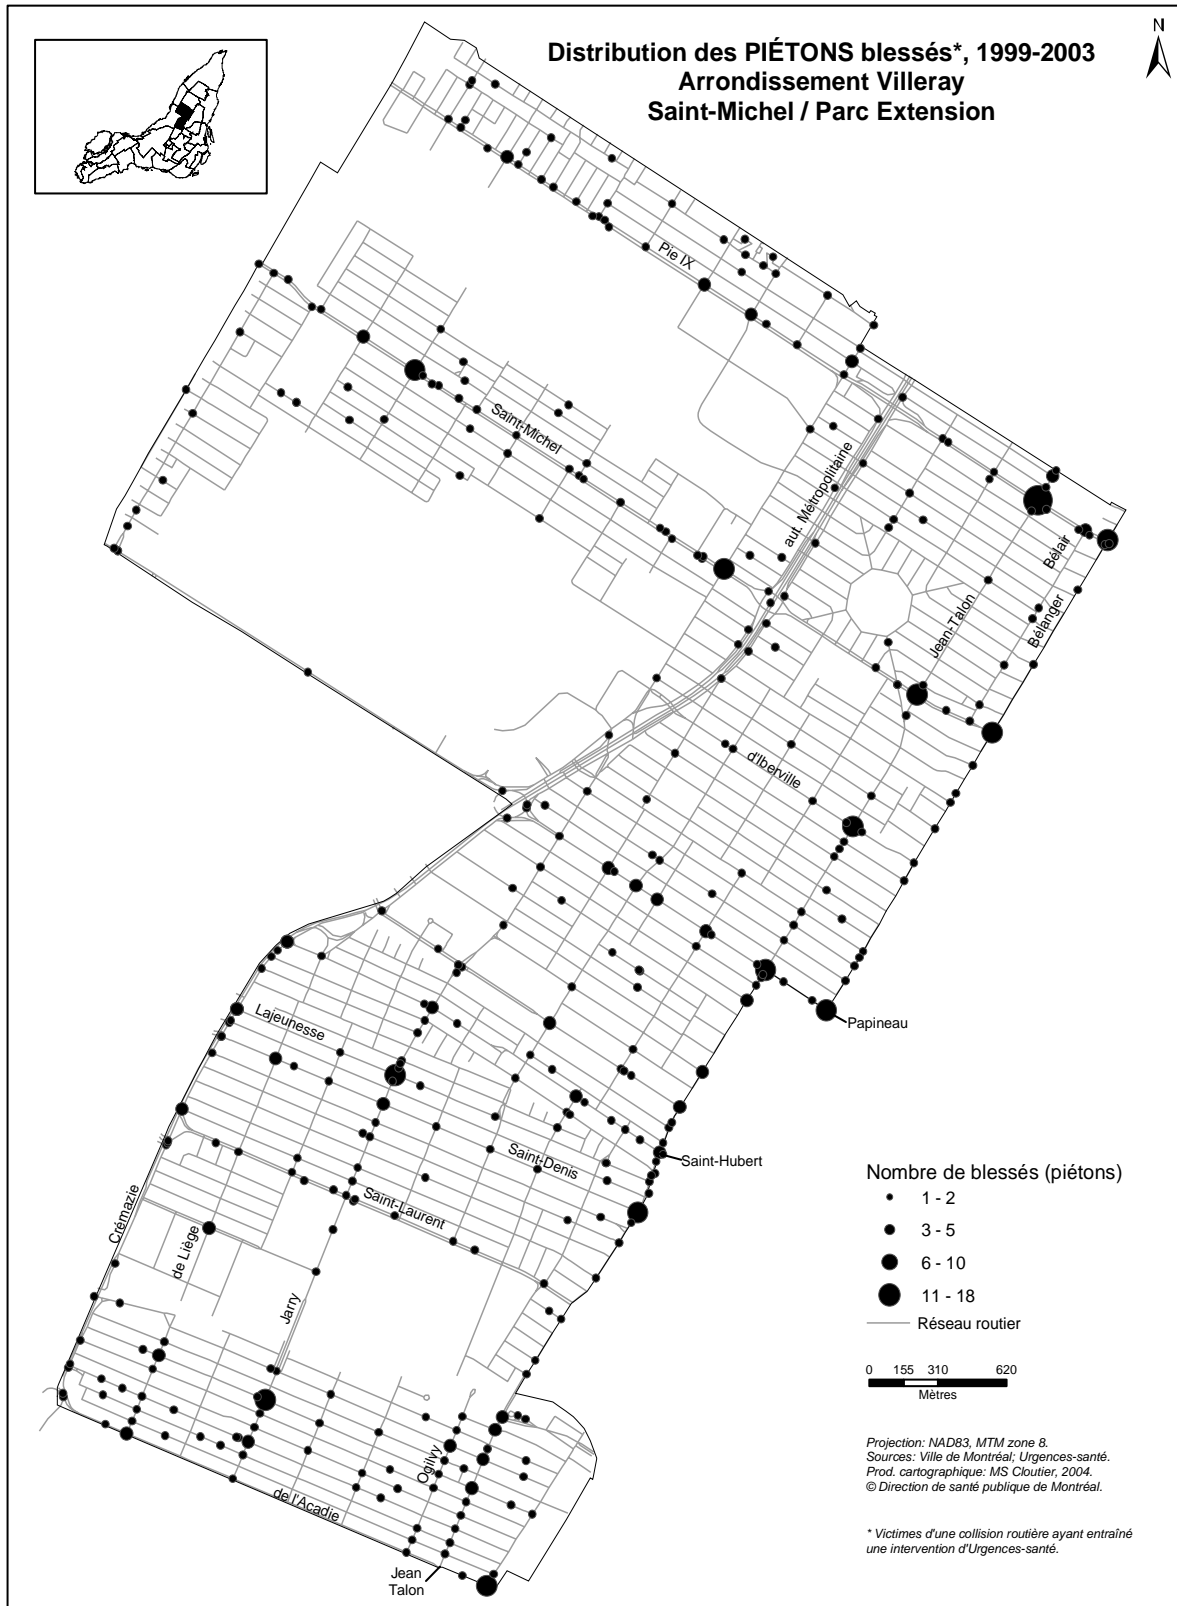 Distribution des PIÉTONS blessés*, 1999-2003
Arrondissement Villeray
Saint-Michel / Parc Extension
N
Pie IX
Saint-Michel
aut. Métropolitaine
Bélair
Bélanger
Jean-Talon
d'Iberville
Papineau
Lajeunesse
Saint-Denis
Saint-Hubert
Saint-Laurent
Crémazie
de Liège
Jarry
Ogilvy
de l'Acadie
Jean
Talon
Nombre de blessés (piétons)
1 - 2
3 - 5
6 - 10
11 - 18
Réseau routier
0 155 310 620
Mètres
Projection: NAD83, MTM zone 8.
Sources: Ville de Montréal; Urgences-santé.
Prod. cartographique: MS Cloutier, 2004.
© Direction de santé publique de Montréal.
* Victimes d'une collision routière ayant entraîné
une intervention d'Urgences-santé.